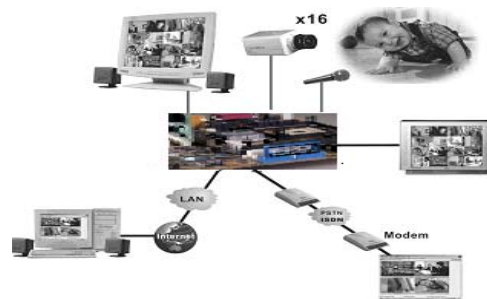 x16
LAN
Internet
PSTN
ISDN
Modem